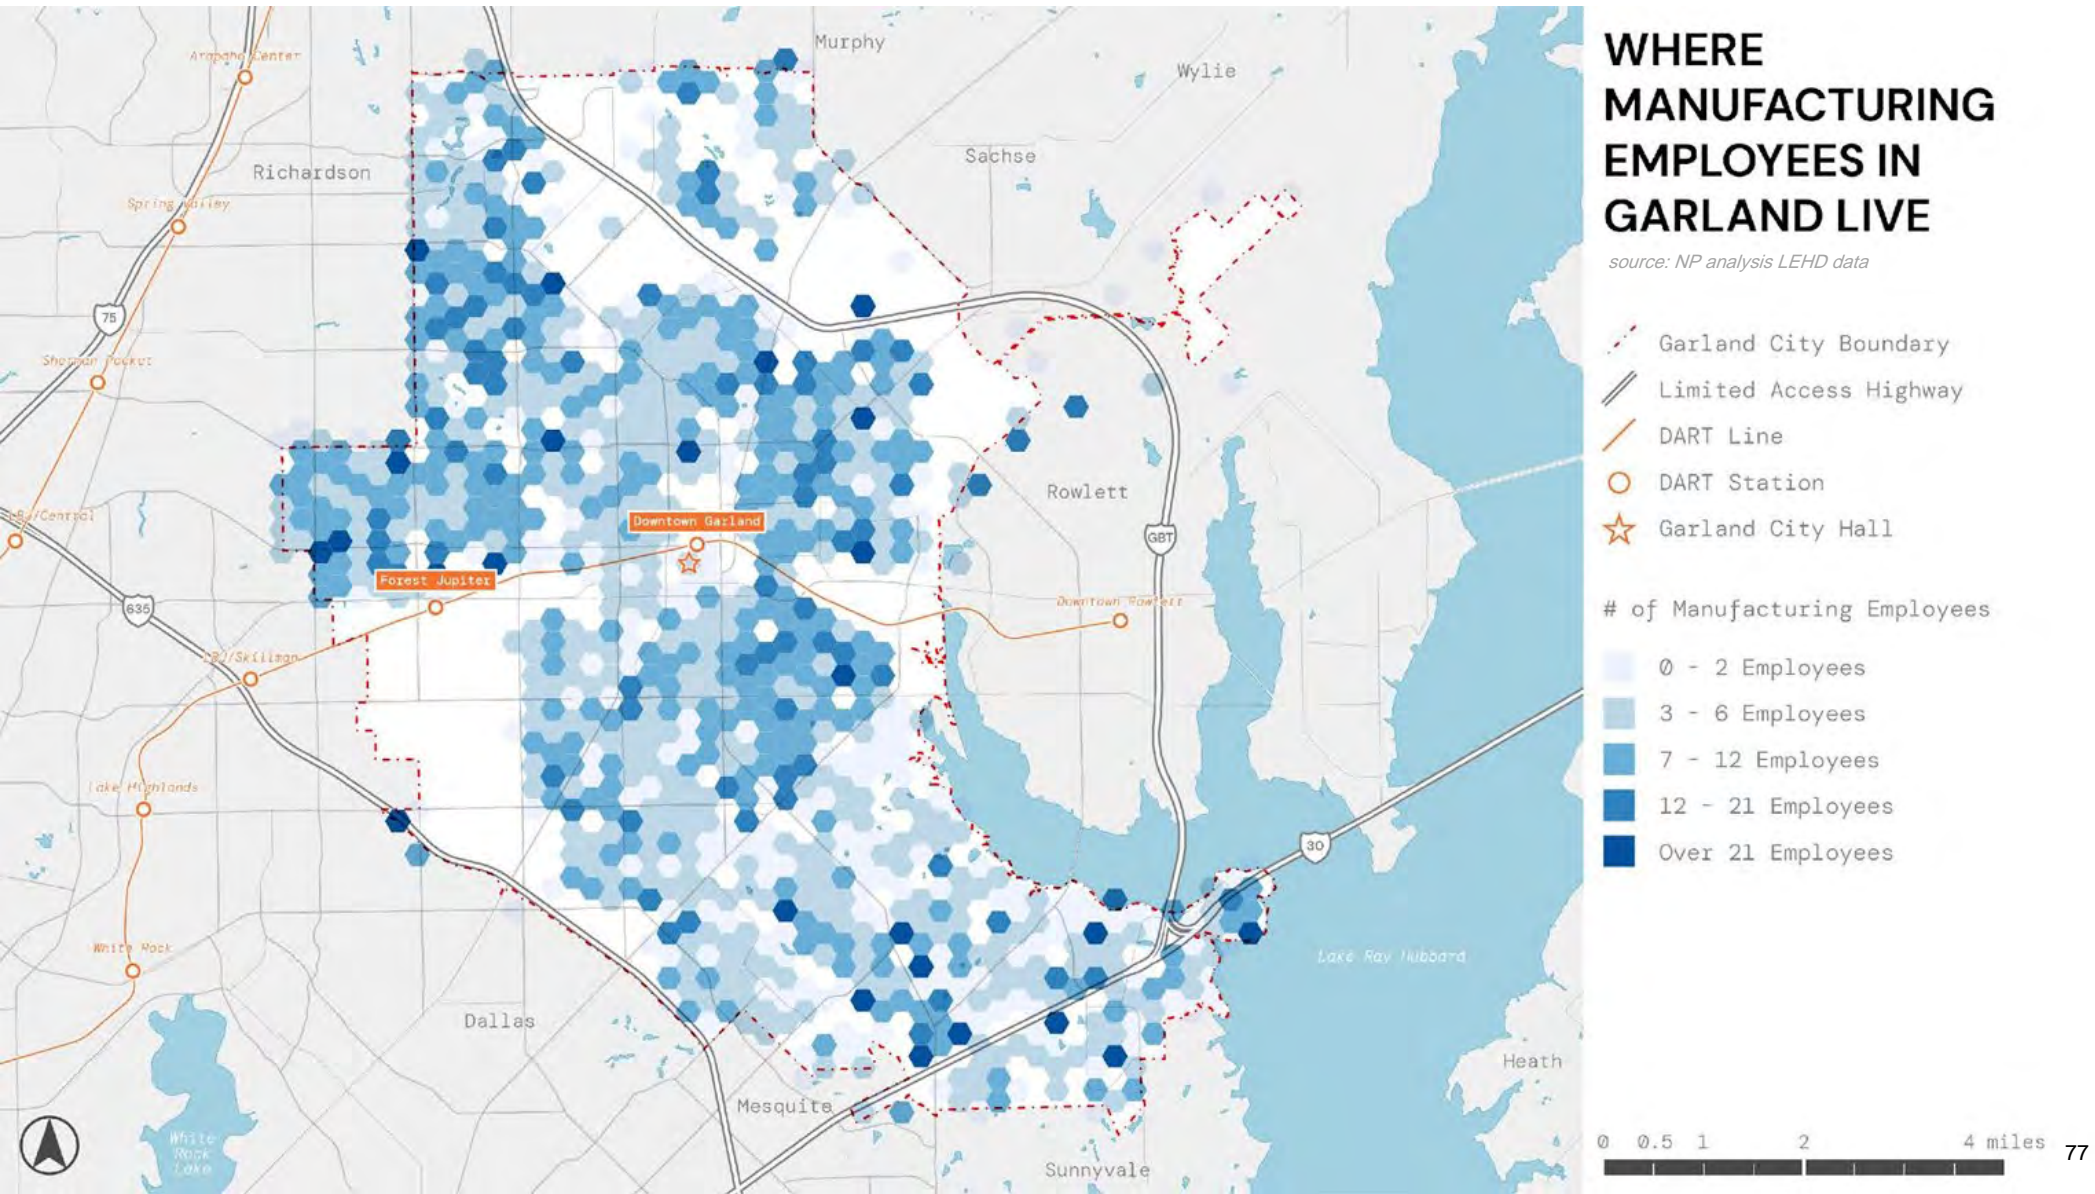 WHERE
MANUFACTURING
EMPLOYEES IN
GARLAND LIVE
source: NP analysis LEHD data
Garland City Boundary
Limited Access Highway
DART Line
DART Station
Garland City Hall
# of Manufacturing Employees
0 - 2 Employees
3 - 6 Employees
7 - 12 Employees
12 - 21 Employees
Over 21 Employees
0 0.5 1 2 4 miles
77
Murphy
Arapaho Center
Wylie
Sachse
Richardson
Spring Valley
75
Sherman Pocket
Rowlett
LBJ/Central
Downtown Garland
GBT
Forest Jupiter
635
Downtown Rowlett
LBJ/Skillman
Lake Highlands
30
White Rock
Lake Ray Hubbard
Dallas
Heath
Mesquite
White
Rock
Lake
Sunnyvale